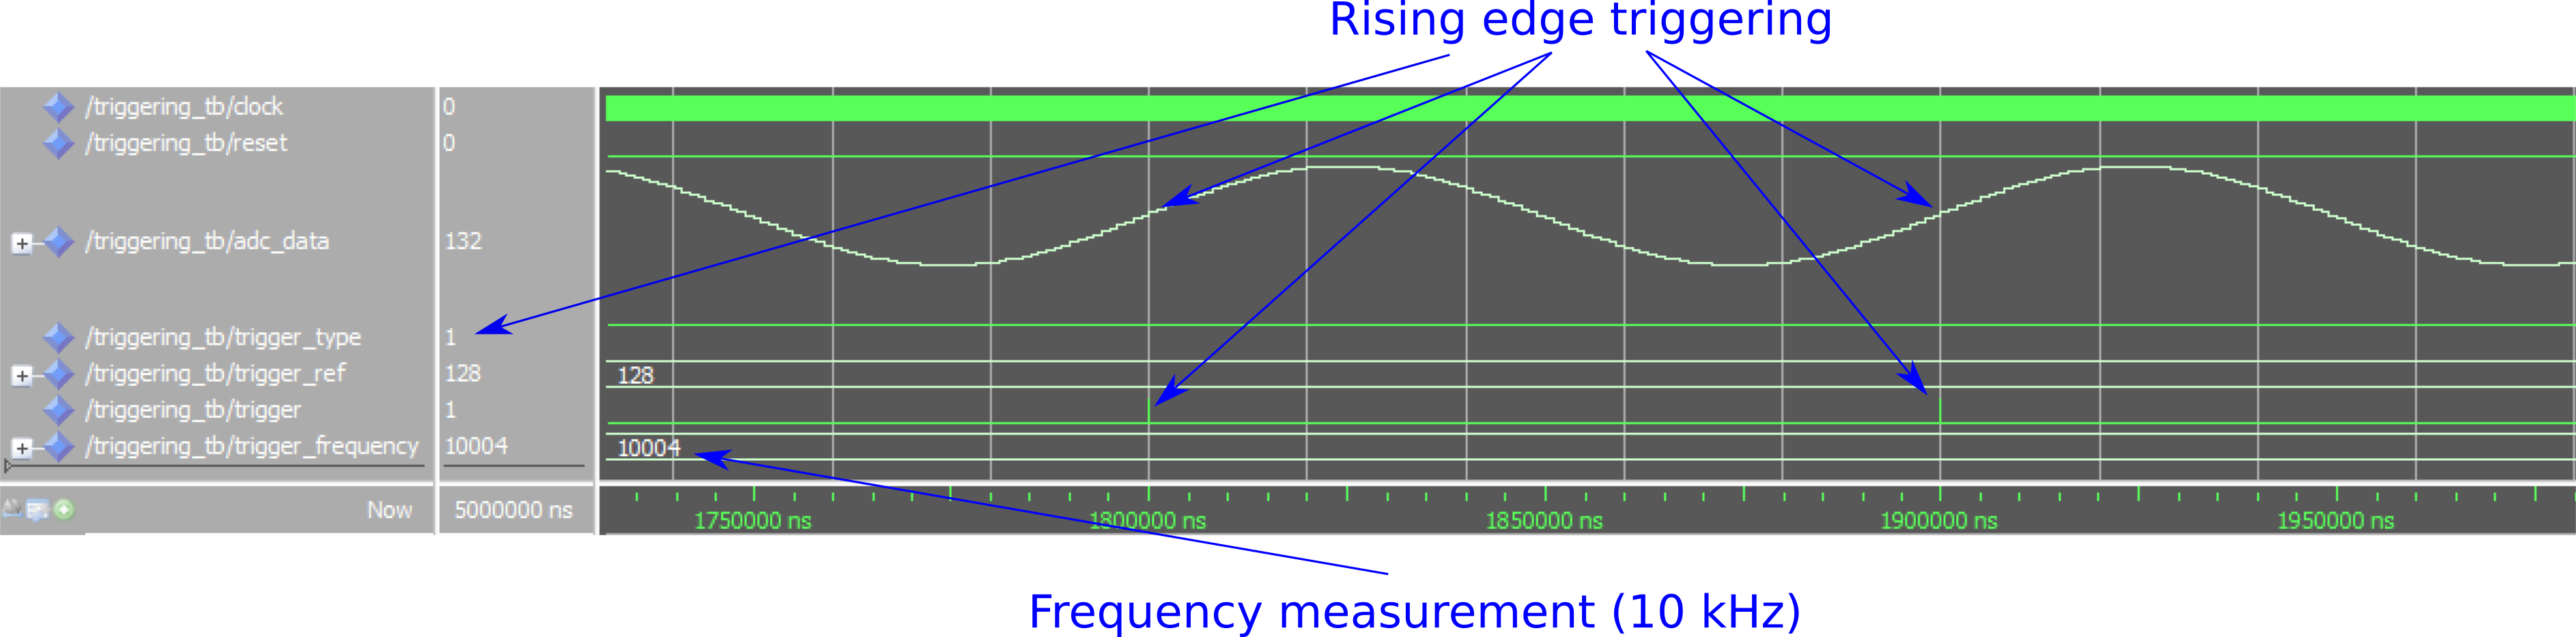 Rising edge triggering
/triggering_tb/clock 0
/triggering_tb/reset 0
/triggering_tb/adc_data 132
/triggering_tb/trigger_type 1
/triggering_tb/trigger_ref 128 128
/triggering_tb/trigger 1
/triggering_tb/trigger_frequency 10004 10004
Now 5000000 ns 1750000 ns 1800000 ns 1850000 ns 1900000 ns 1950000 ns
Frequency measurement (10 kHz)